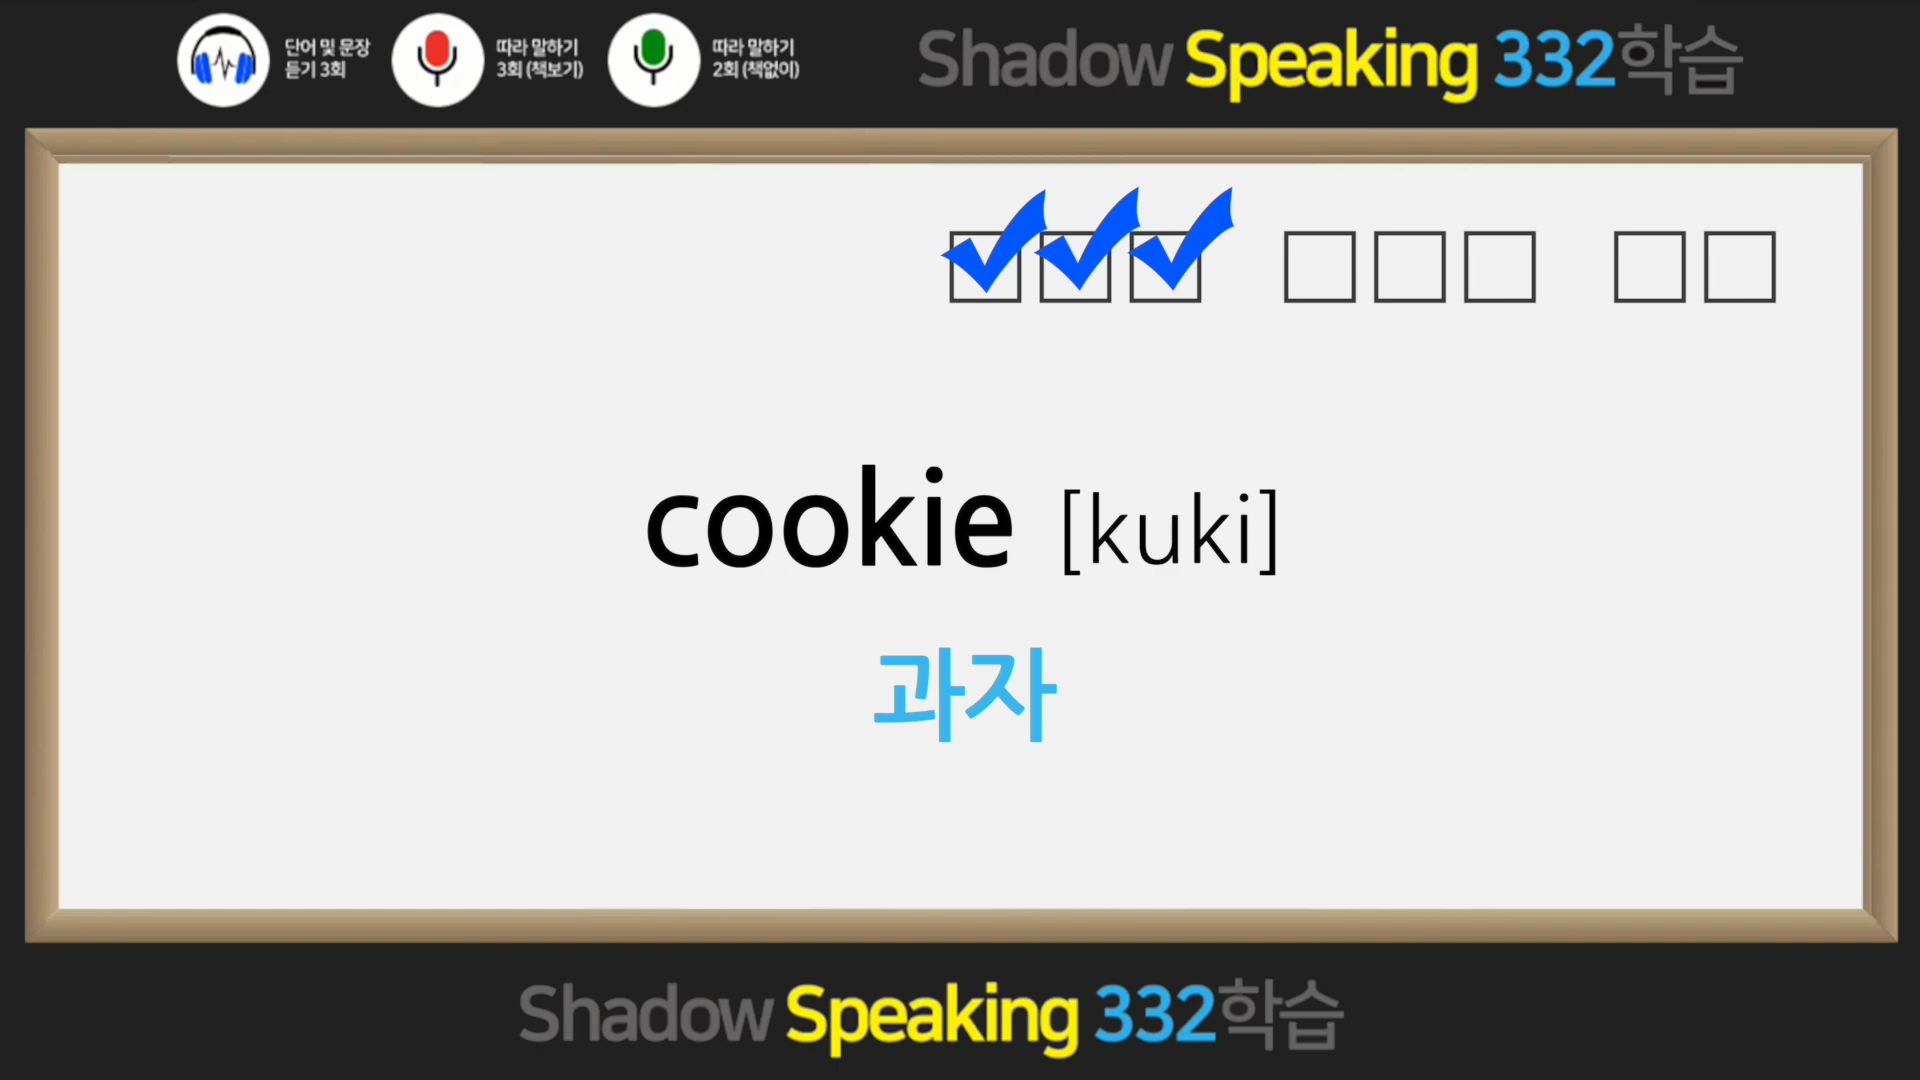 단어 및 문장
듣기 3회
따라 말하기
3회 (책보기)
따라 말하기
2회 (책없이)
Shadow Speaking 332학습
cookie [kuki]
과자
Shadow Speaking 332학습